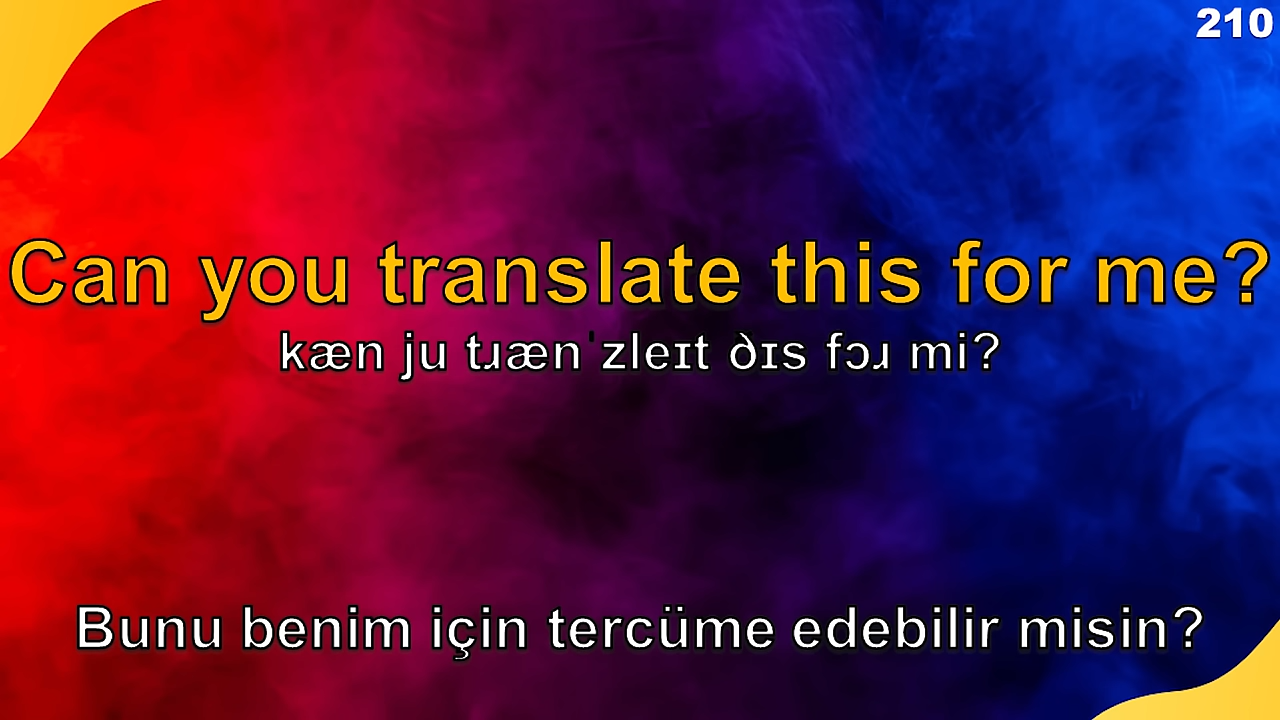 210
Can you translate this for me?
kæn ju tɹænˈzleɪt ðɪs fɔɹ mi?
Bunu benim için tercüme edebilir misin?